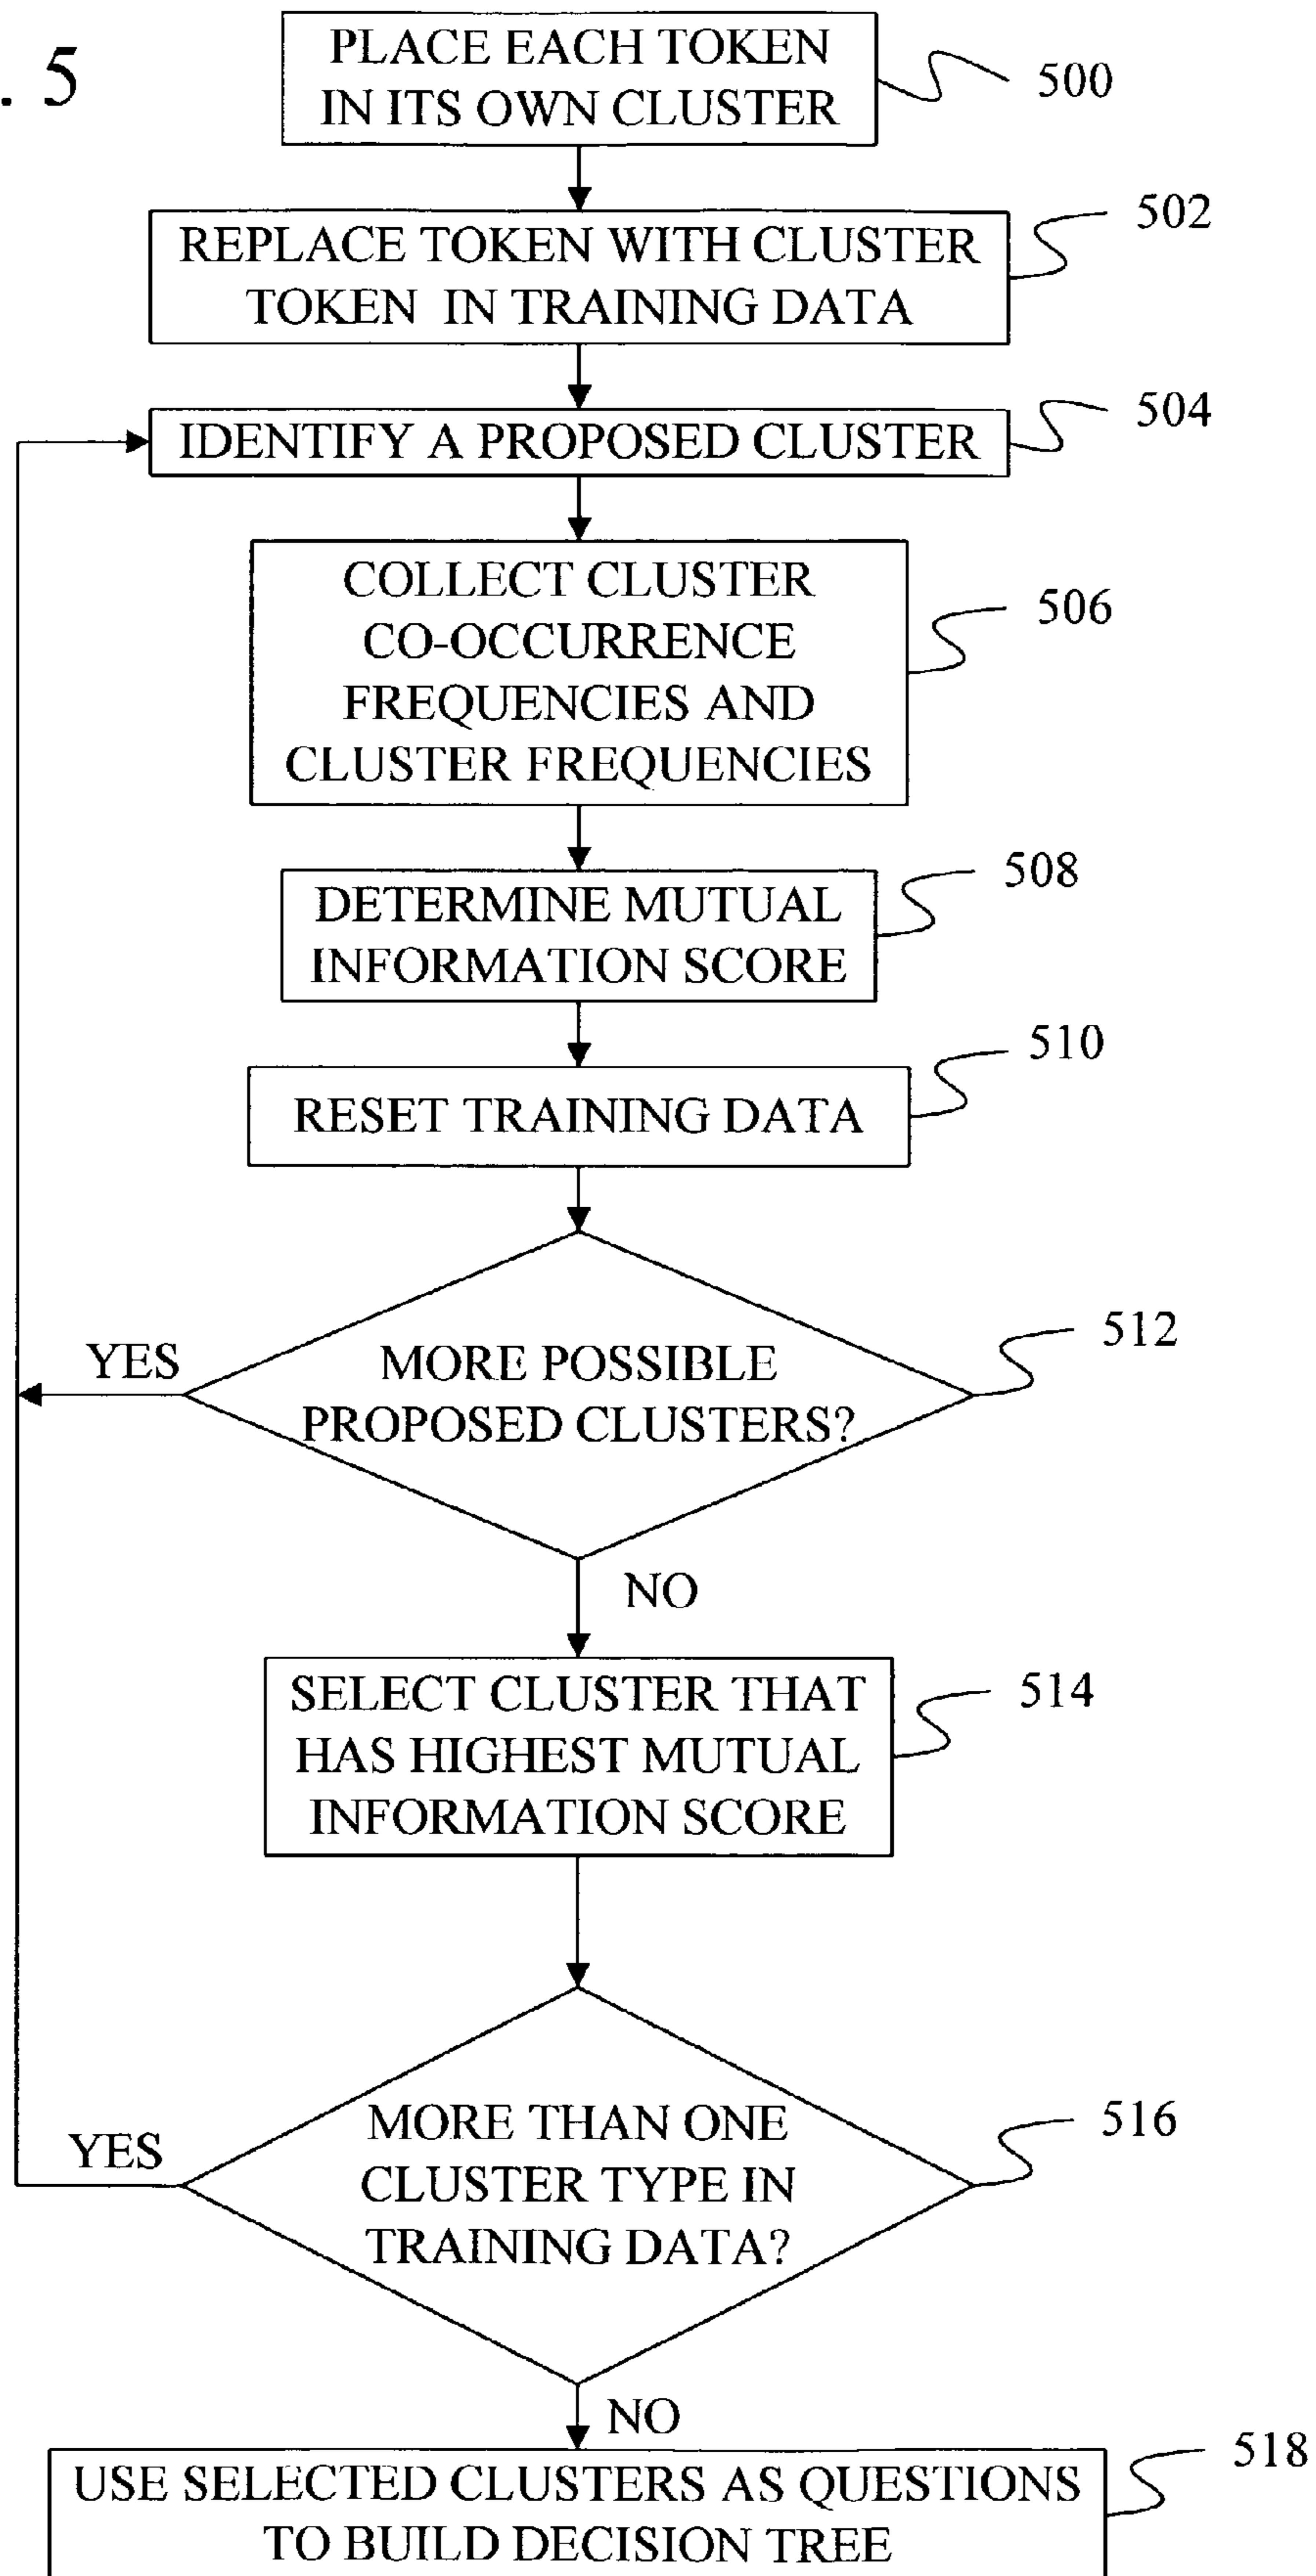 . 5
PLACE EACH TOKEN
IN ITS OWN CLUSTER
500
REPLACE TOKEN WITH CLUSTER
TOKEN IN TRAINING DATA
502
IDENTIFY A PROPOSED CLUSTER
504
COLLECT CLUSTER
CO-OCCURRENCE
FREQUENCIES AND
CLUSTER FREQUENCIES
506
DETERMINE MUTUAL
INFORMATION SCORE
508
RESET TRAINING DATA
510
MORE POSSIBLE
PROPOSED CLUSTERS?
512
YES
NO
SELECT CLUSTER THAT
HAS HIGHEST MUTUAL
INFORMATION SCORE
514
MORE THAN ONE
CLUSTER TYPE IN
TRAINING DATA?
516
YES
NO
USE SELECTED CLUSTERS AS QUESTIONS
TO BUILD DECISION TREE
518